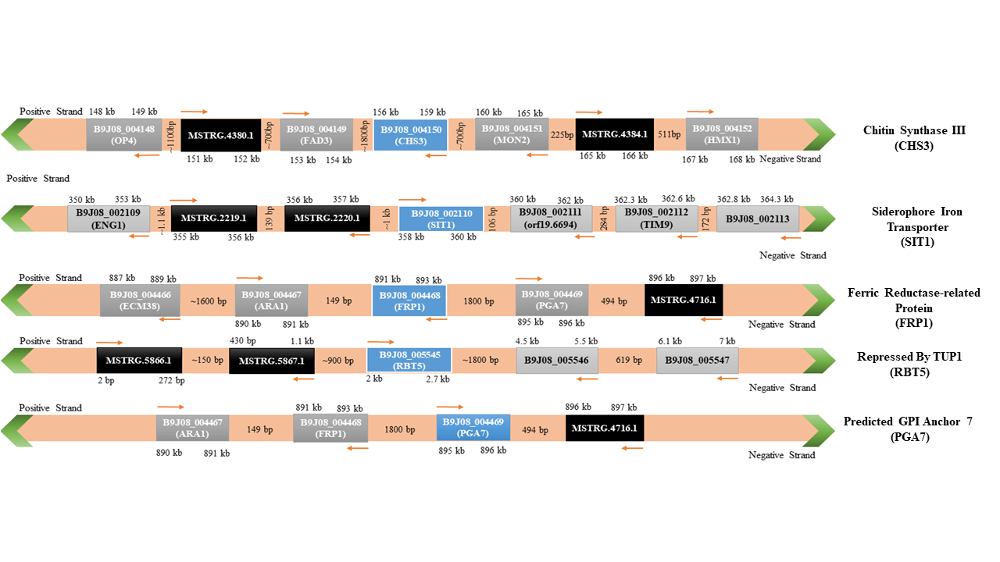 Positive Strand 148 kb 149 kb 156 kb 159 kb 160 kb 165 kb
B9J08_004148
(OP4)
~1100bp
MSTRG.4380.1
~700bp
B9J08_004149
(FAD3)
~1800bp
B9J08_004150
(CHS3)
~700bp
B9J08_004151
(MON2)
225bp
MSTRG.4384.1
511bp
B9J08_004152
(HMX1)
Chitin Synthase III
(CHS3)
151 kb 152 kb 153 kb 154 kb 165 kb 166 kb 167 kb 168 kb Negative Strand
Positive Strand
350 kb 353 kb 356 kb 357 kb 360 kb 362 kb 362.3 kb 362.6 kb 362.8 kb 364.3 kb
B9J08_002109
(ENG1)
~1.1 kb
MSTRG.2219.1
139 bp
MSTRG.2220.1
~1 kb
B9J08_002110
(SIT1)
106 bp
B9J08_002111
(orf19.6694)
284 bp
B9J08_002112
(TIM9)
172 bp
B9J08_002113
Siderophore Iron
Transporter
(SIT1)
355 kb 356 kb 358 kb 360 kb
Negative Strand
Positive Strand 887 kb 889 kb 891 kb 893 kb 896 kb 897 kb
B9J08_004466
(ECM38)
~1600 bp
B9J08_004467
(ARA1)
149 bp
B9J08_004468
(FRP1)
1800 bp
B9J08_004469
(PGA7)
494 bp
MSTRG.4716.1
Ferric Reductase-related
Protein
(FRP1)
890 kb 891 kb 895 kb 896 kb Negative Strand
Positive Strand 430 bp 1.1 kb 4.5 kb 5.5 kb 6.1 kb 7 kb
MSTRG.5866.1
~150 bp
MSTRG.5867.1
~900 bp
B9J08_005545
(RBT5)
~1800 bp
B9J08_005546
619 bp
B9J08_005547
Repressed By TUP1
(RBT5)
2 bp 272 bp 2 kb 2.7 kb Negative Strand
Positive Strand 891 kb 893 kb 896 kb 897 kb
B9J08_004467
(ARA1)
149 bp
B9J08_004468
(FRP1)
1800 bp
B9J08_004469
(PGA7)
494 bp
MSTRG.4716.1
Predicted GPI Anchor 7
(PGA7)
890 kb 891 kb 895 kb 896 kb Negative Strand